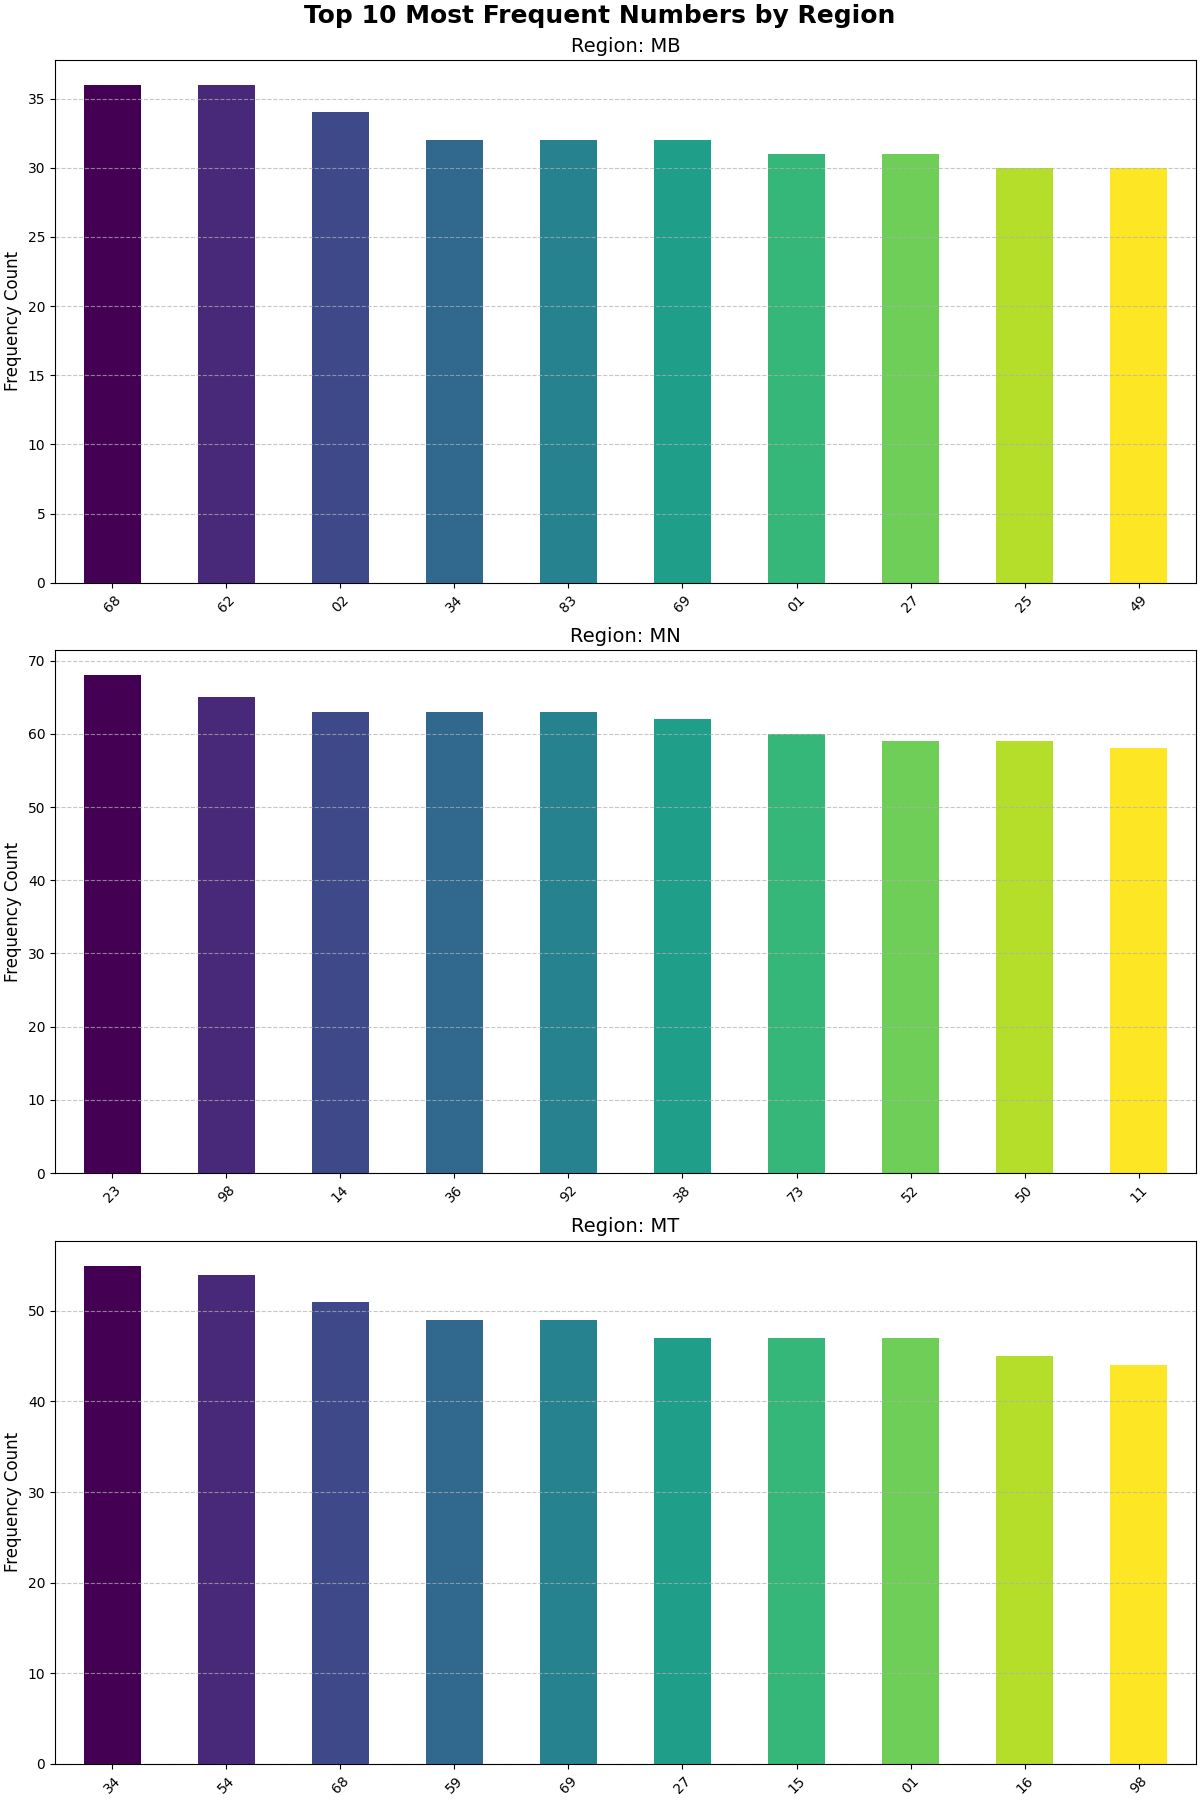 Top 10 Most Frequent Numbers by Region
Region: MB
Frequency Count
35
30
25
20
15
10
5
0
68 62 02 34 83 69 01 27 25 49
Region: MN
Frequency Count
70
60
50
40
30
20
10
0
23 98 14 36 92 38 73 52 50 11
Region: MT
Frequency Count
50
40
30
20
10
0
34 54 68 59 69 27 15 01 16 98